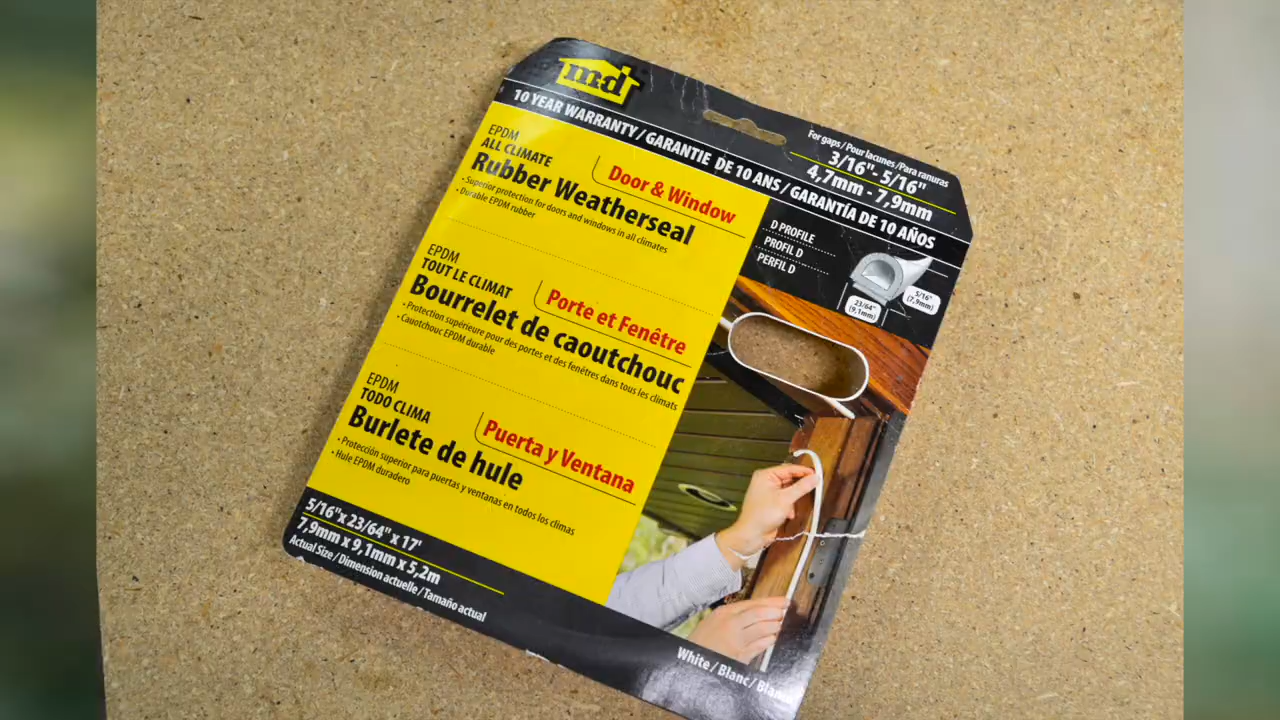 md
10 YEAR WARRANTY / GARANTIE DE 10 ANS / GARANTÍA DE 10 AÑOS
For gaps / Pour lacunes / Para ranuras
3/16" - 5/16"
4,7mm - 7,9mm
EPDM
ALL CLIMATE
Rubber Weatherseal
Door & Window
• Superior protection for doors and windows in all climates
• Durable EPDM rubber
D PROFILE
PROFIL D
PERFIL D
5/16"
(7,9mm)
23/64"
(9,1mm)
EPDM
TOUT LE CLIMAT
Bourrelet de caoutchouc
Porte et Fenêtre
• Protection supérieure pour des portes et des fenêtres dans tous les climats
• Cauotchouc EPDM durable
EPDM
TODO CLIMA
Burlete de hule
Puerta y Ventana
• Protección superior para puertas y ventanas en todos los climas
• Hule EPDM duradero
5/16" x 23/64" x 17'
7,9mm x 9,1mm x 5,2m
Actual Size / Dimension actuelle / Tamaño actual
White / Blanc /